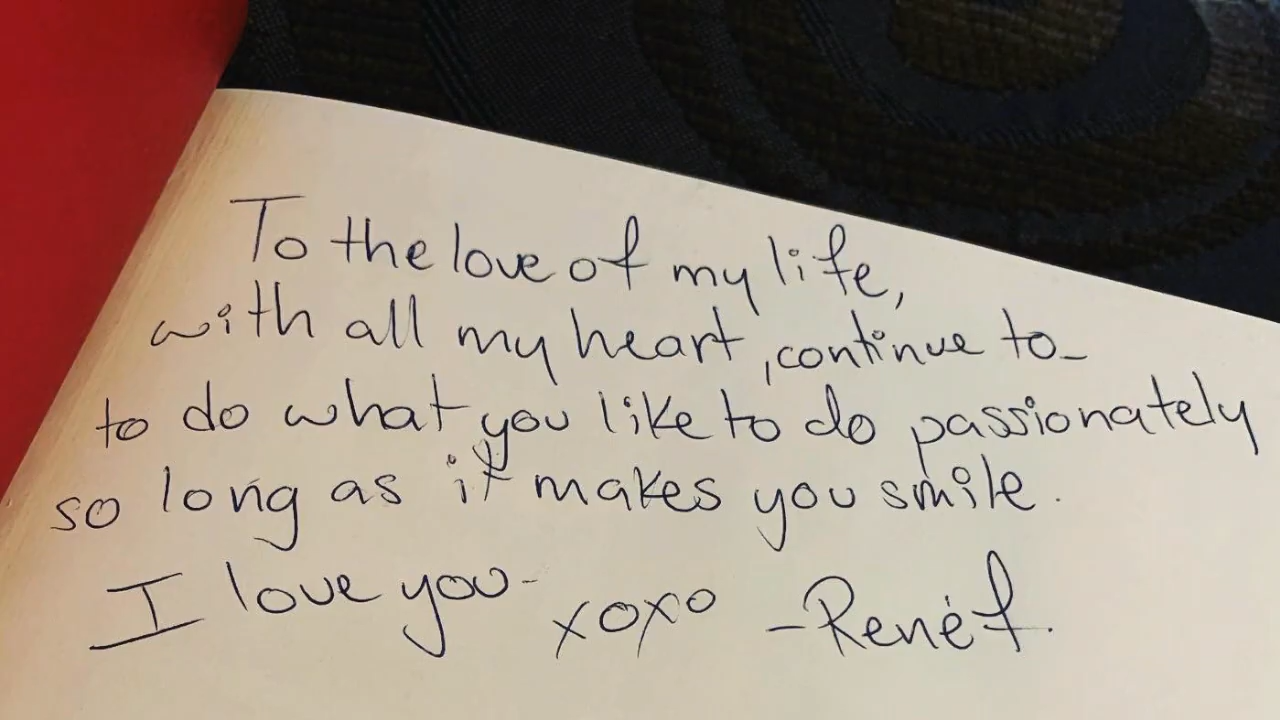 To the love of my life,
with all my heart, continue to
to do what you like to do passionately
so long as it makes you smile.
I love you- xoxo -Renéf.